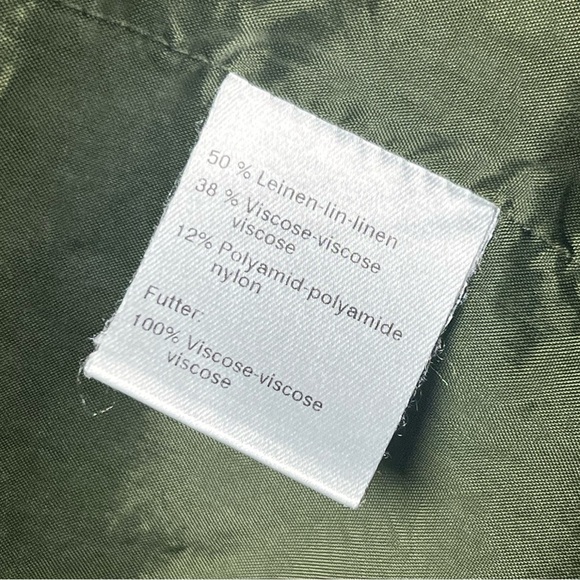 50 % Leinen-lin-linen
38 % Viscose-viscose
viscose
12% Polyamid-polyamide
nylon
Futter:
100% Viscose-viscose
viscose